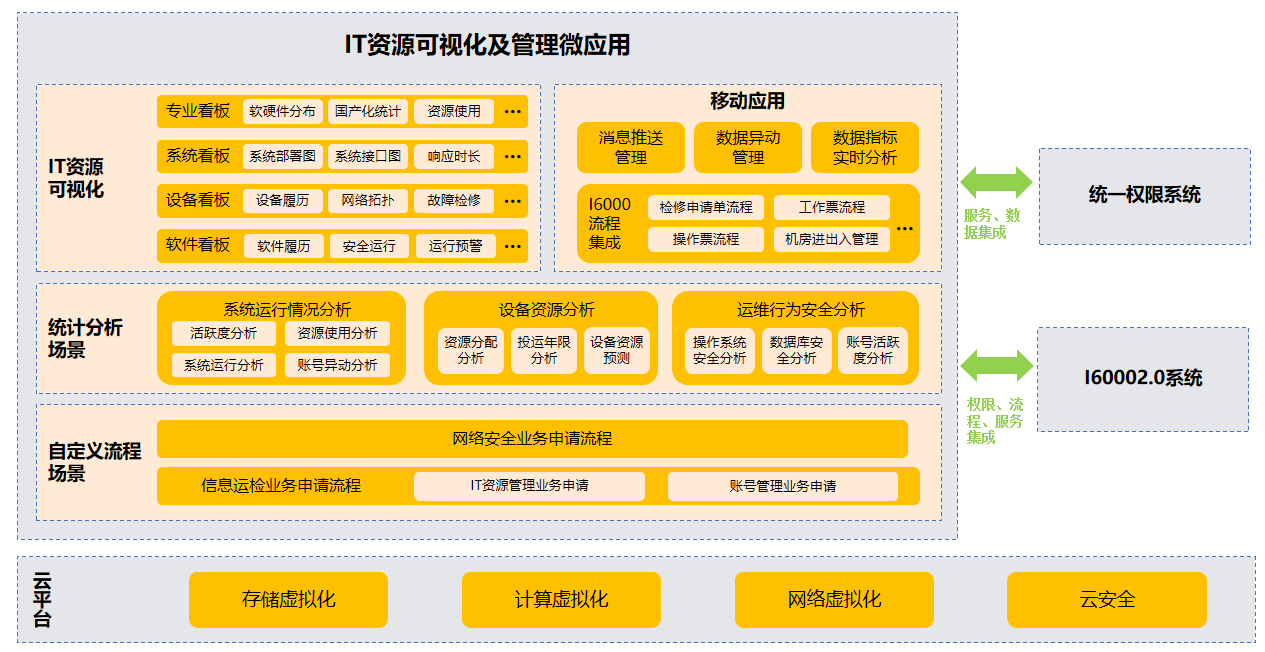 IT资源可视化及管理微应用
IT资源
可视化
专业看板
软硬件分布
国产化统计
资源使用
...
系统看板
系统部署图
系统接口图
响应时长
...
设备看板
设备履历
网络拓扑
故障检修
...
软件看板
软件履历
安全运行
运行预警
...
移动应用
消息推送
管理
数据异动
管理
数据指标
实时分析
I6000
流程
集成
检修申请单流程
工作票流程
操作票流程
机房进出入管理
...
统计分析
场景
系统运行情况分析
活跃度分析
资源使用分析
系统运行分析
账号异动分析
设备资源分析
资源分配
分析
投运年限
分析
设备资源
预测
运维行为安全分析
操作系统
安全分析
数据库安
全分析
账号活跃
度分析
自定义流程
场景
网络安全业务申请流程
信息运检业务申请流程
IT资源管理业务申请
账号管理业务申请
服务、数
据集成
统一权限系统
权限、流
程、服务
集成
I60002.0系统
云平台
存储虚拟化
计算虚拟化
网络虚拟化
云安全